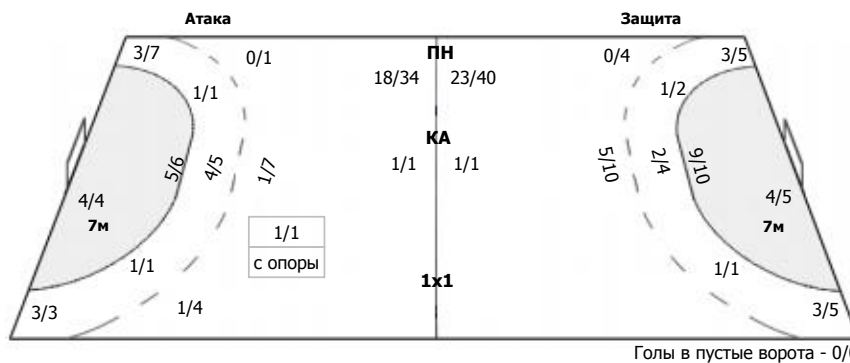 Атака
Защита
3/7
0/1
ПН
0/4
3/5
18/34
23/40
1/1
1/2
КА
5/6
4/5
1/7
1/1
1/1
5/10
2/4
9/10
4/4
4/5
7м
7м
1/1
с опоры
1/1
1/1
1x1
3/3
1/4
3/5
Голы в пустые ворота - 0/